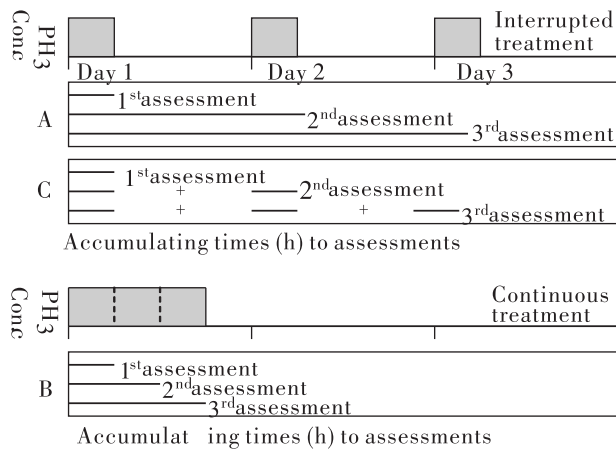 PH3 Conc
Interrupted treatment
Day 1 Day 2 Day 3
A
1st assessment
2nd assessment
3rd assessment
C
1st assessment
+ 2nd assessment
+ + 3rd assessment
Accumulating times (h) to assessments
PH3 Conc
Continuous treatment
B
1st assessment
2nd assessment
3rd assessment
Accumulat ing times (h) to assessments